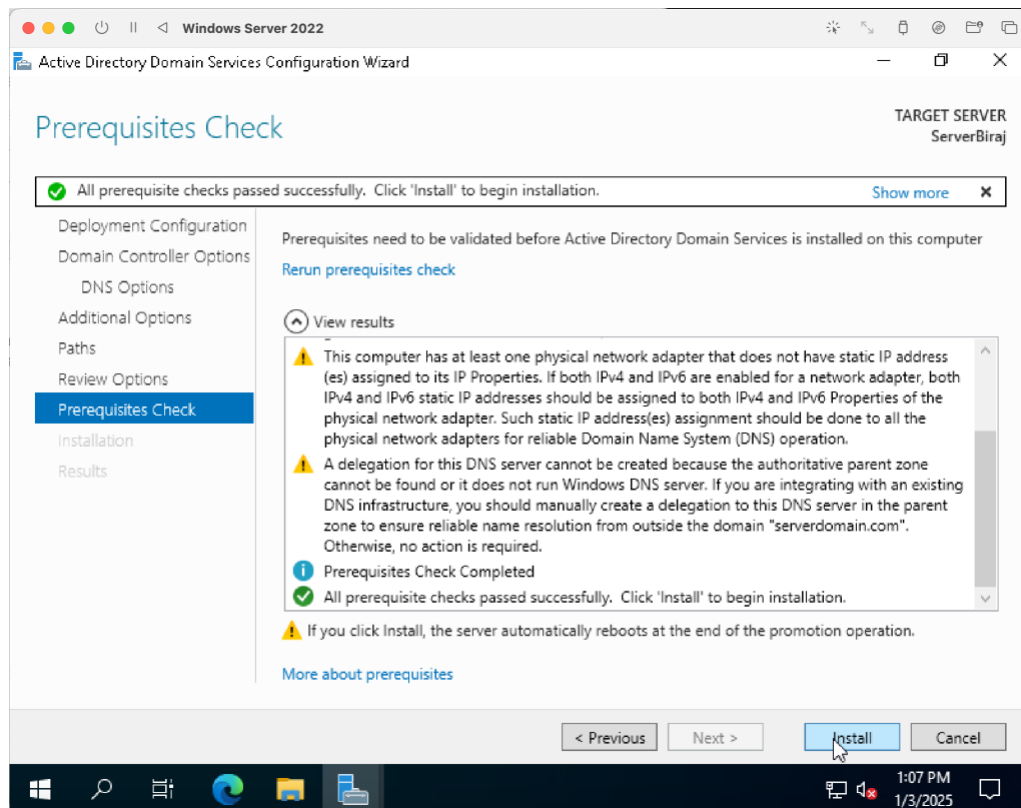 Windows Server 2022
Active Directory Domain Services Configuration Wizard
Prerequisites Check
TARGET SERVER
ServerBiraj
All prerequisite checks passed successfully. Click 'Install' to begin installation.
Show more
Deployment Configuration
Domain Controller Options
DNS Options
Additional Options
Paths
Review Options
Prerequisites Check
Installation
Results
Prerequisites need to be validated before Active Directory Domain Services is installed on this computer
Rerun prerequisites check
View results
This computer has at least one physical network adapter that does not have static IP address
(es) assigned to its IP Properties. If both IPv4 and IPv6 are enabled for a network adapter, both
IPv4 and IPv6 static IP addresses should be assigned to both IPv4 and IPv6 Properties of the
physical network adapter. Such static IP address(es) assignment should be done to all the
physical network adapters for reliable Domain Name System (DNS) operation.
A delegation for this DNS server cannot be created because the authoritative parent zone
cannot be found or it does not run Windows DNS server. If you are integrating with an existing
DNS infrastructure, you should manually create a delegation to this DNS server in the parent
zone to ensure reliable name resolution from outside the domain "serverdomain.com".
Otherwise, no action is required.
Prerequisites Check Completed
All prerequisite checks passed successfully. Click 'Install' to begin installation.
If you click Install, the server automatically reboots at the end of the promotion operation.
More about prerequisites
< Previous
Next >
Install
Cancel
1:07 PM
1/3/2025